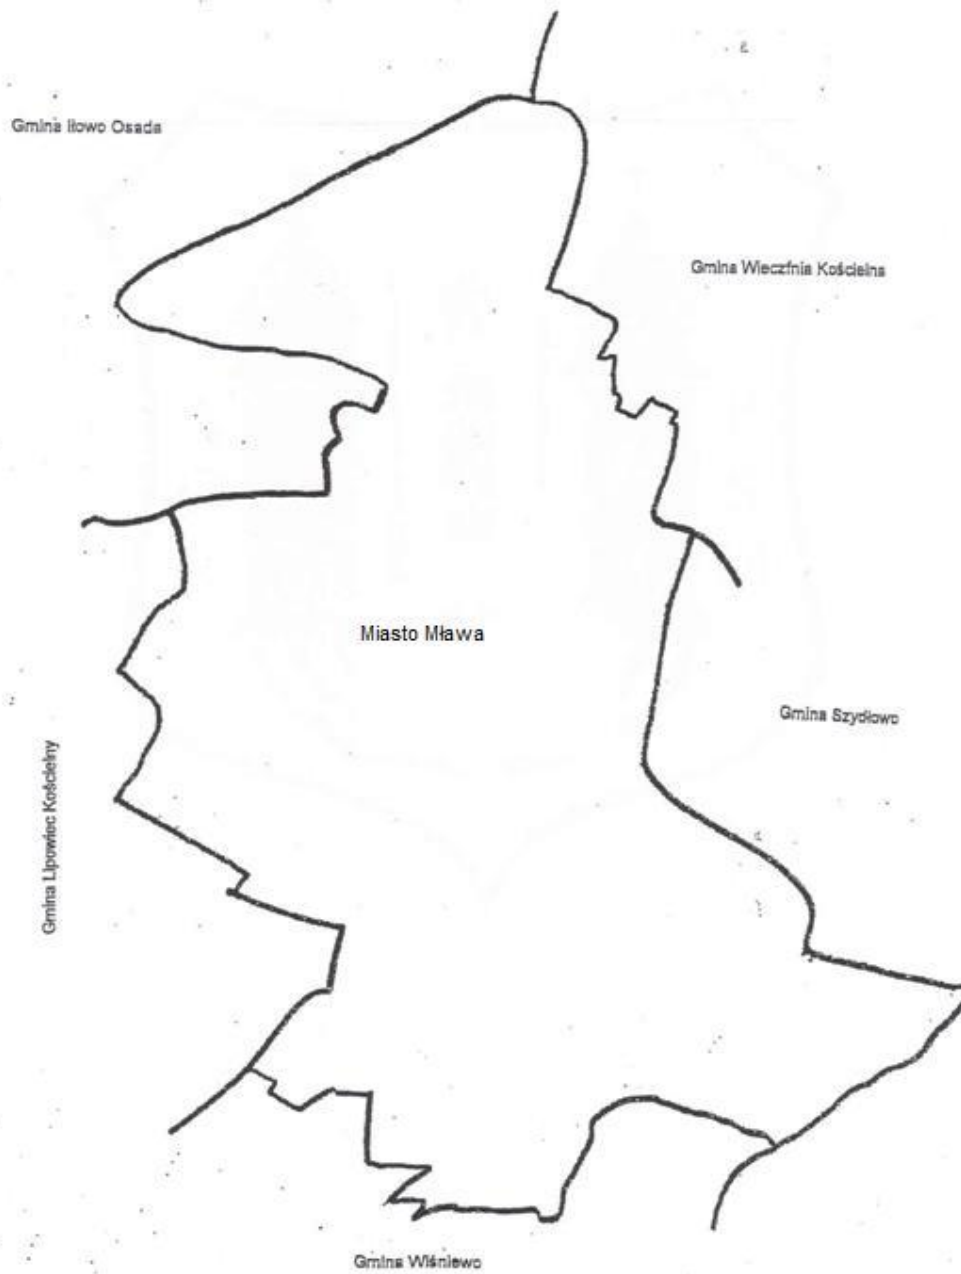 Gmina Iłowo Osada
Gmina Wieczfnia Kościelna
Miasto Mława
Gmina Szydłowo
Gmina Lipowiec Kościelny
Gmina Wiśniewo